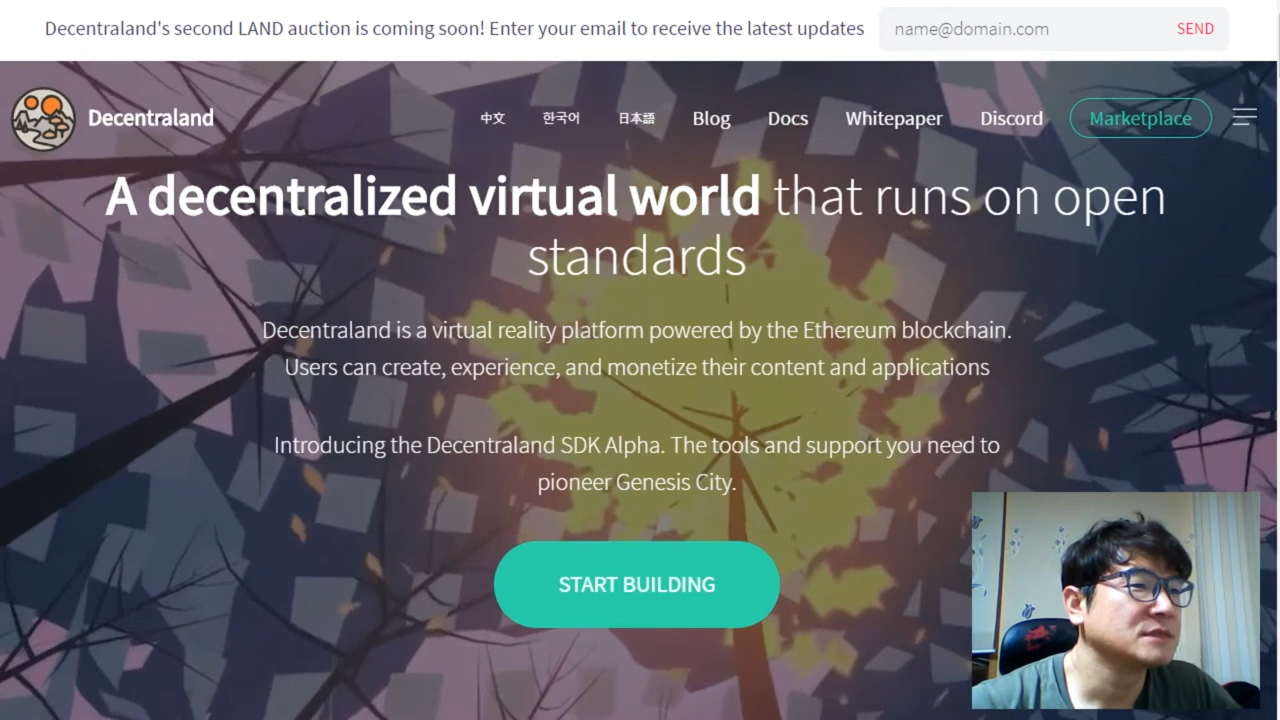 Decentraland's second LAND auction is coming soon! Enter your email to receive the latest updates name@domain.com SEND
Decentraland 中文 한국어 日本語 Blog Docs Whitepaper Discord Marketplace
A decentralized virtual world that runs on open
standards
Decentraland is a virtual reality platform powered by the Ethereum blockchain.
Users can create, experience, and monetize their content and applications
Introducing the Decentraland SDK Alpha. The tools and support you need to
pioneer Genesis City.
START BUILDING